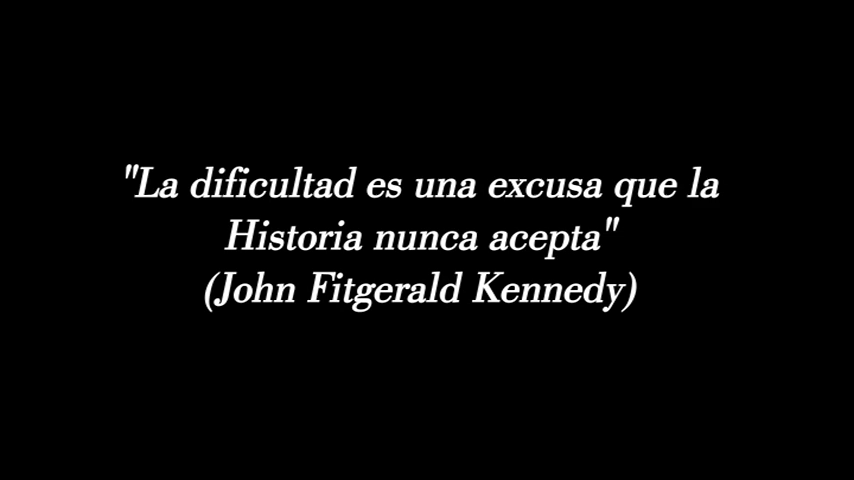 "La dificultad es una excusa que la
Historia nunca acepta"
(John Fitgerald Kennedy)